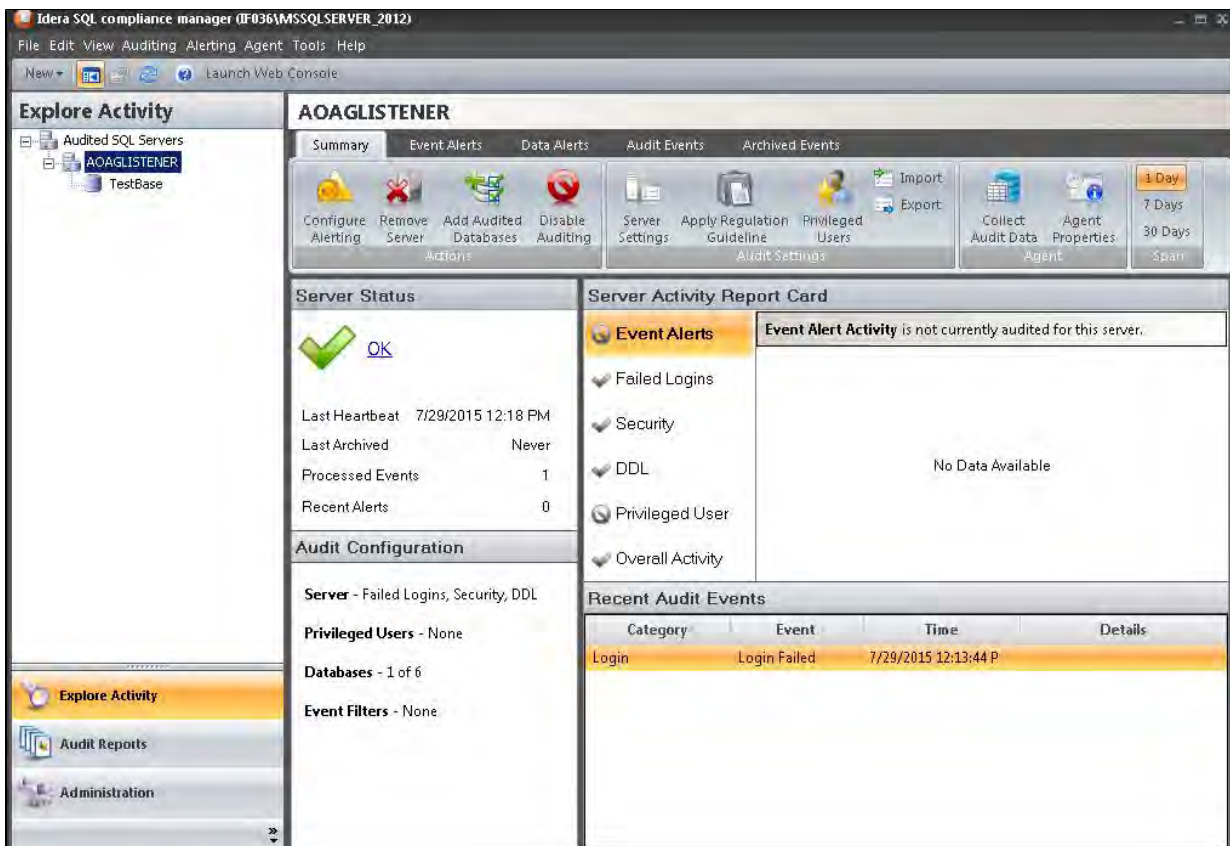 Idera SQL compliance manager (IF036\MSSQLSERVER_2012)
File Edit View Auditing Alerting Agent Tools Help
New Launch Web Console
Explore Activity
Audited SQL Servers
AOAGLISTENER
TestBase
AOAGLISTENER
Summary Event Alerts Data Alerts Audit Events Archived Events
Configure Alerting
Remove Server
Add Audited Databases
Disable Auditing
Actions
Server Settings
Apply Regulation Guideline
Privileged Users
Import
Export
Audit Settings
Collect Audit Data
Agent Properties
Agent
1 Day
7 Days
30 Days
Span
Server Status
OK
Last Heartbeat 7/29/2015 12:18 PM
Last Archived Never
Processed Events 1
Recent Alerts 0
Audit Configuration
Server - Failed Logins, Security, DDL
Privileged Users - None
Databases - 1 of 6
Event Filters - None
Server Activity Report Card
Event Alerts
Failed Logins
Security
DDL
Privileged User
Overall Activity
Event Alert Activity is not currently audited for this server.
No Data Available
Recent Audit Events
Category Event Time Details
Login Login Failed 7/29/2015 12:13:44 P
Explore Activity
Audit Reports
Administration